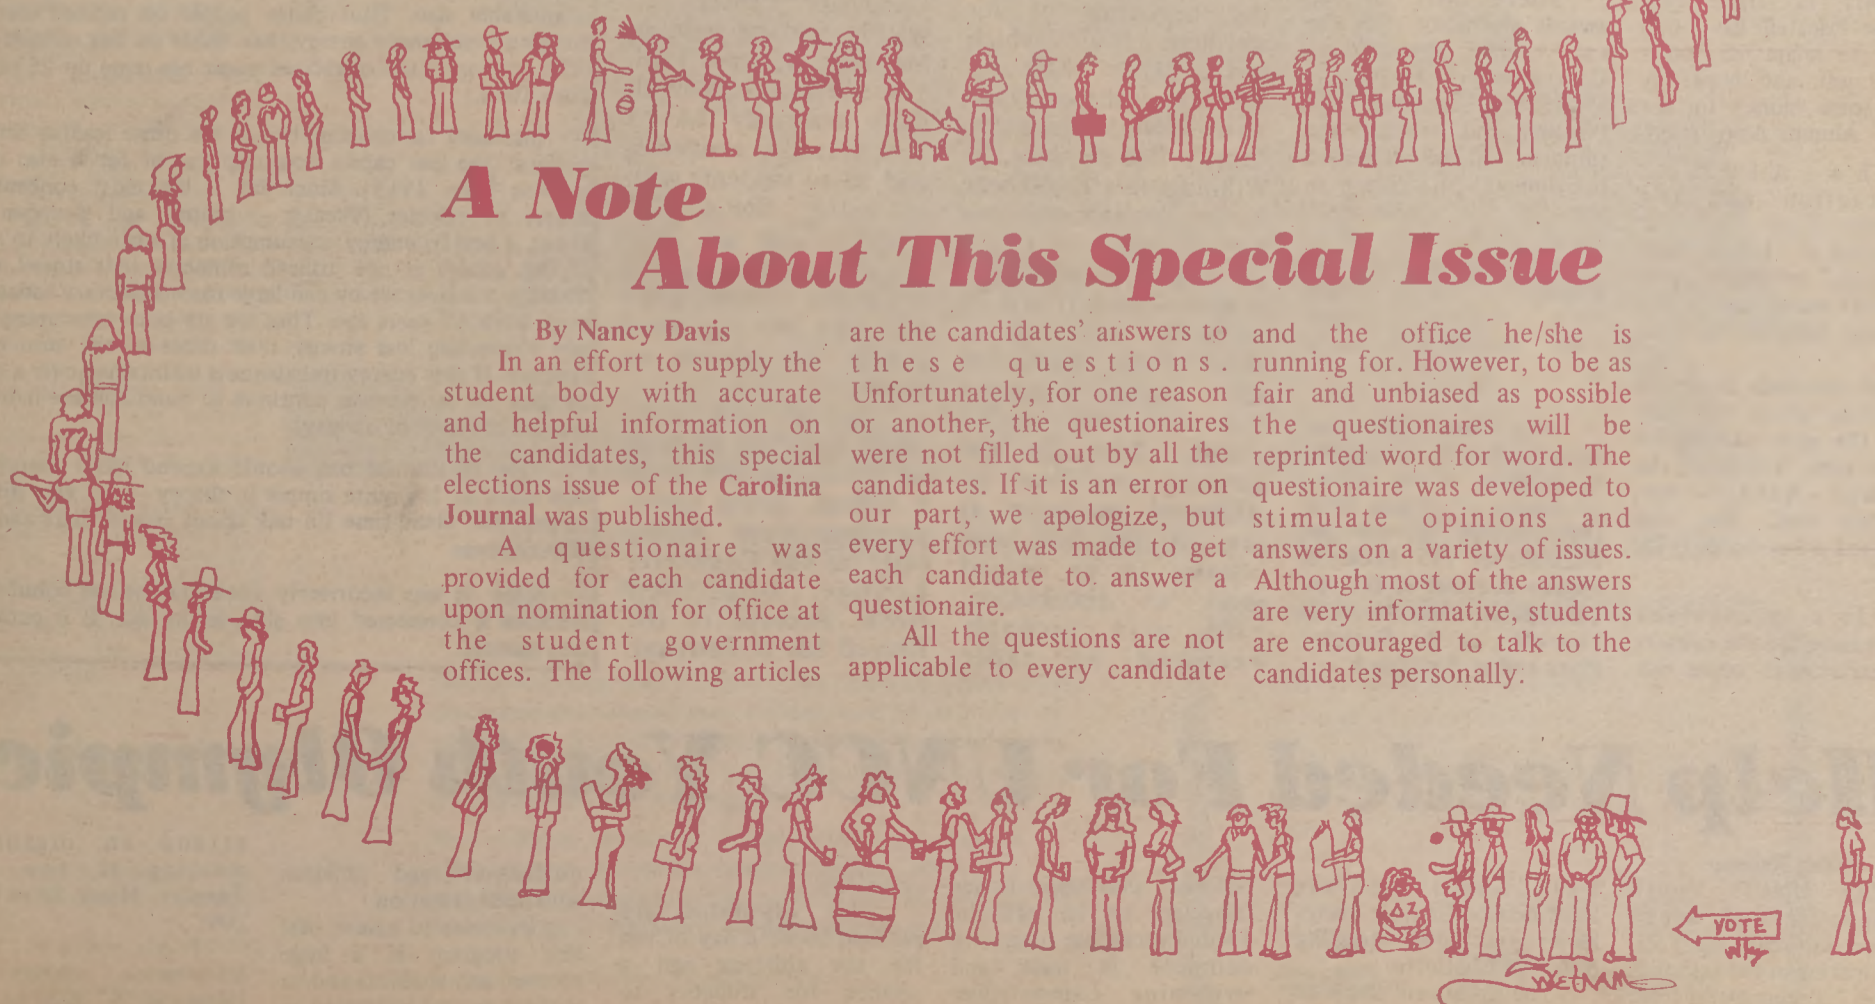 A Note
About This Special Issue
By Nancy Davis
In an effort to supply the
student body with accurate
and helpful information on
the candidates, this special
elections issue of the Carolina
Journal was published.
A questionaire was
provided for each candidate
upon nomination for office at
the student government
offices. The following articles
are the candidates' answers to
these questions.
Unfortunately, for one reason
or another, the questionaires
were not filled out by all the
candidates. If it is an error on
our part, we apologize, but
every effort was made to get
each candidate to answer a
questionaire.
All the questions are not
applicable to every candidate
and the office he/she is
running for. However, to be as
fair and unbiased as possible
the questionaires will be
reprinted word for word. The
questionaire was developed to
stimulate opinions and
answers on a variety of issues.
Although most of the answers
are very informative, students
are encouraged to talk to the
candidates personally.
77
ΔZ
VOTE